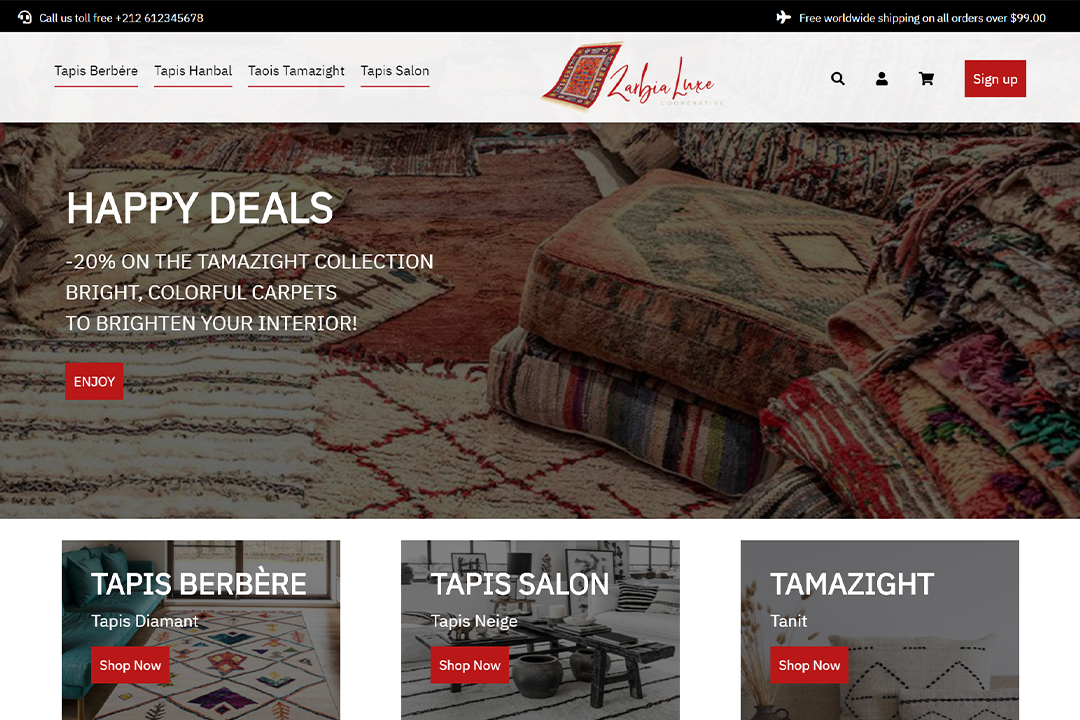 Call us toll free +212 612345678
Free worldwide shipping on all orders over $99.00
Tapis Berbére
Tapis Hanbal
Taois Tamazight
Tapis Salon
Zarbia Luxe
COOPERATIVE
Sign up
HAPPY DEALS
-20% ON THE TAMAZIGHT COLLECTION
BRIGHT, COLORFUL CARPETS
TO BRIGHTEN YOUR INTERIOR!
ENJOY
TAPIS BERBÈRE
Tapis Diamant
Shop Now
TAPIS SALON
Tapis Neige
Shop Now
TAMAZIGHT
Tanit
Shop Now